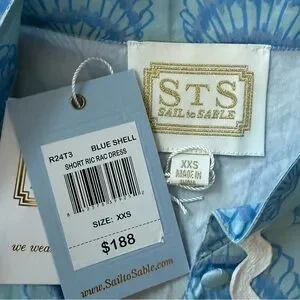 STS
SAIL to SABLE
R24T3
BLUE SHELL
SHORT RIC RAC DRESS
SIZE: XXS
$188
www.SailtoSable.com
XXS
MADE IN
we wea